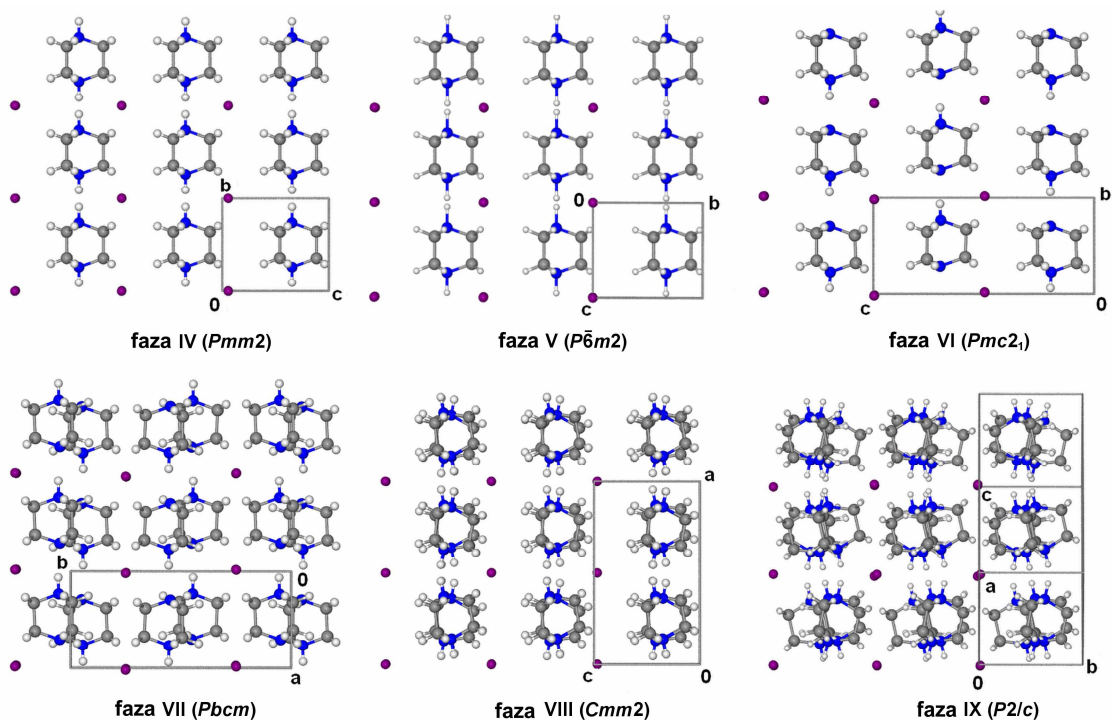 b
0
c
faza IV (Pmm2)
0
b
c
faza V (P6̅m2)
b
c
0
faza VI (Pmc2₁)
b
0
a
faza VII (Pbcm)
a
c
0
faza VIII (Cmm2)
c
a
0
b
faza IX (P2/c)